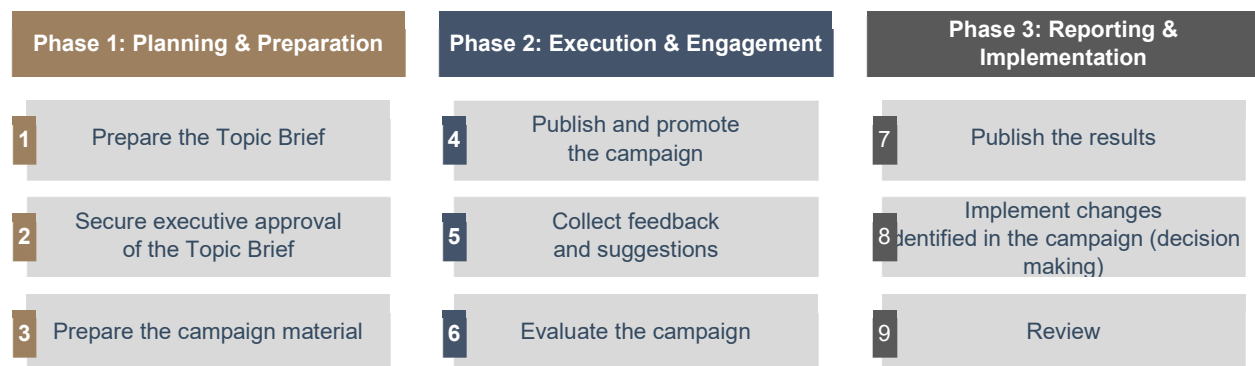 Phase 1: Planning & Preparation
1
Prepare the Topic Brief
2
Secure executive approval
of the Topic Brief
3
Prepare the campaign material
Phase 2: Execution & Engagement
4
Publish and promote
the campaign
5
Collect feedback
and suggestions
6
Evaluate the campaign
Phase 3: Reporting &
Implementation
7
Publish the results
8
Implement changes
dentified in the campaign (decision
making)
9
Review